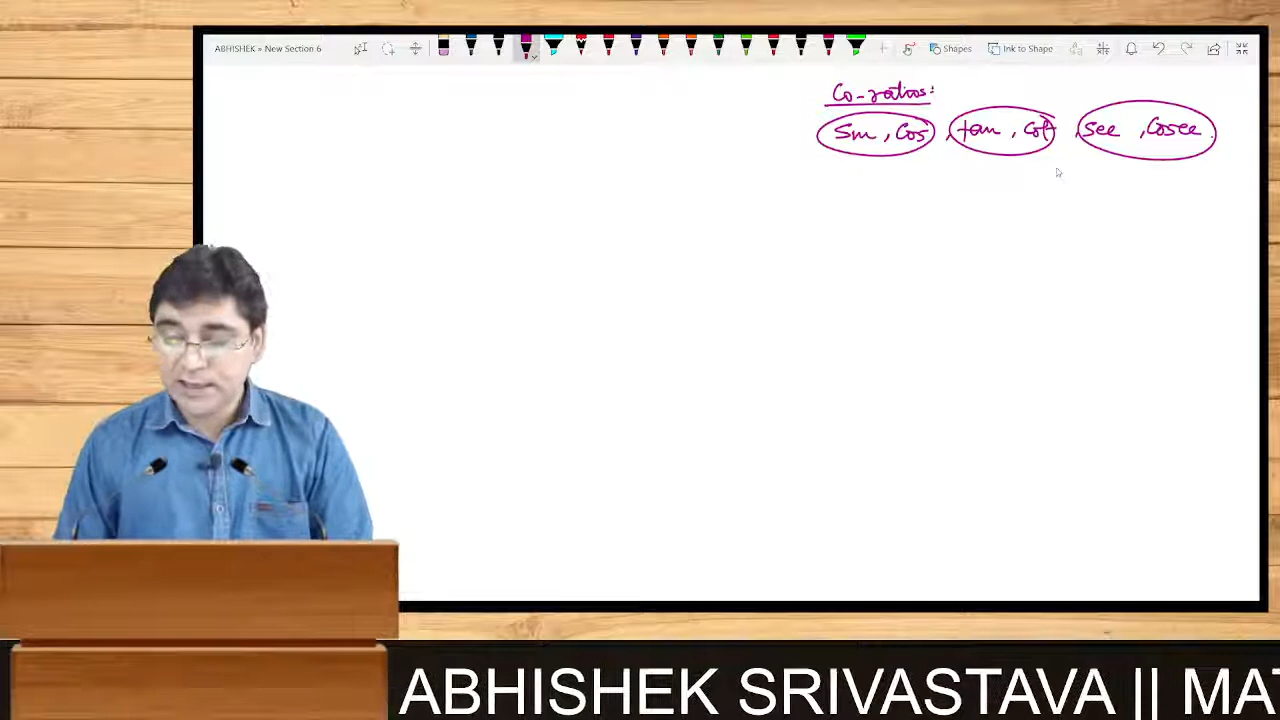 ABHISHEK » New Section 6
Shapes
Ink to Shape
Co-ratios:
Sin, Cos, tan, Cot, sec, Cosec.
ABHISHEK SRIVASTAVA || MAT